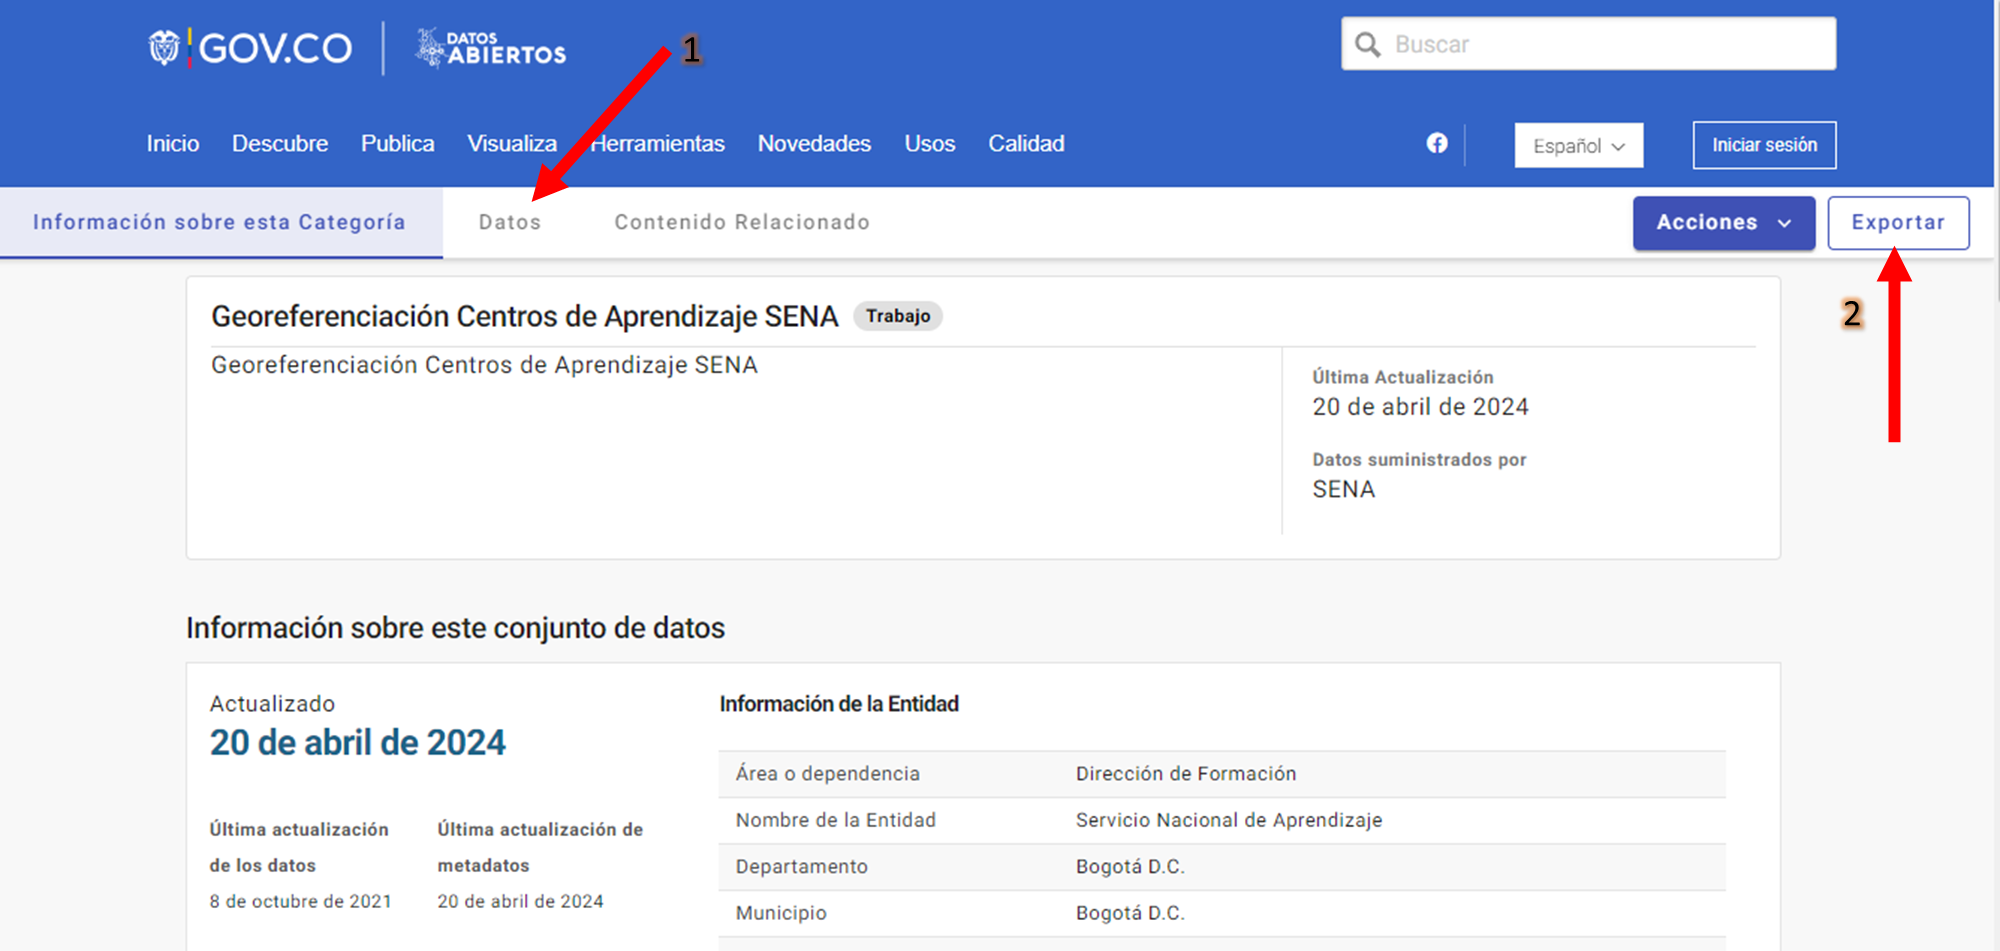 GOV.CO
DATOS
ABIERTOS
1
Buscar
Inicio Descubre Publica Visualiza Herramientas Novedades Usos Calidad Español Iniciar sesión
Información sobre esta Categoría Datos Contenido Relacionado Acciones Exportar
2
Georeferenciación Centros de Aprendizaje SENA Trabajo
Georeferenciación Centros de Aprendizaje SENA
Última Actualización
20 de abril de 2024
Datos suministrados por
SENA
Información sobre este conjunto de datos
Actualizado
20 de abril de 2024
Última actualización
de los datos
8 de octubre de 2021
Última actualización de
metadatos
20 de abril de 2024
Información de la Entidad
Área o dependencia Dirección de Formación
Nombre de la Entidad Servicio Nacional de Aprendizaje
Departamento Bogotá D.C.
Municipio Bogotá D.C.